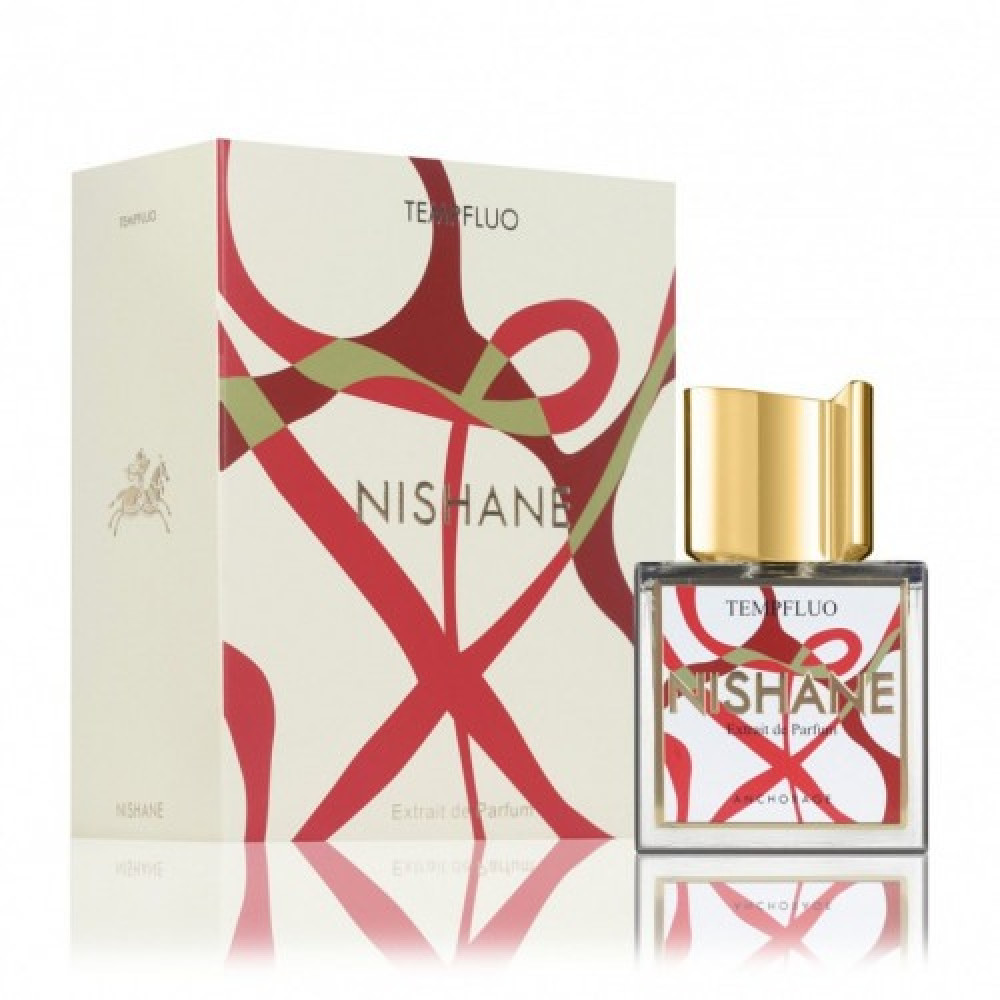 TEMPFLUO
NISHANE
TEMPFLUO
NISHANE
Extrait de Parfum
TEMPFLUO
NISHANE
Extrait de Parfum
ANCHORAGE